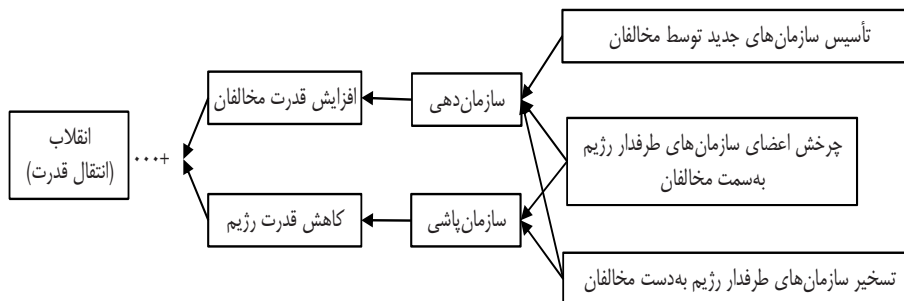 تأسیس سازمان‌های جدید توسط مخالفان
سازمان‌دهی
افزایش قدرت مخالفان
چرخش اعضای سازمان‌های طرفدار رژیم
به‌سمت مخالفان
انقلاب
(انتقال قدرت)
+...
سازمان‌پاشی
کاهش قدرت رژیم
تسخیر سازمان‌های طرفدار رژیم به‌دست مخالفان